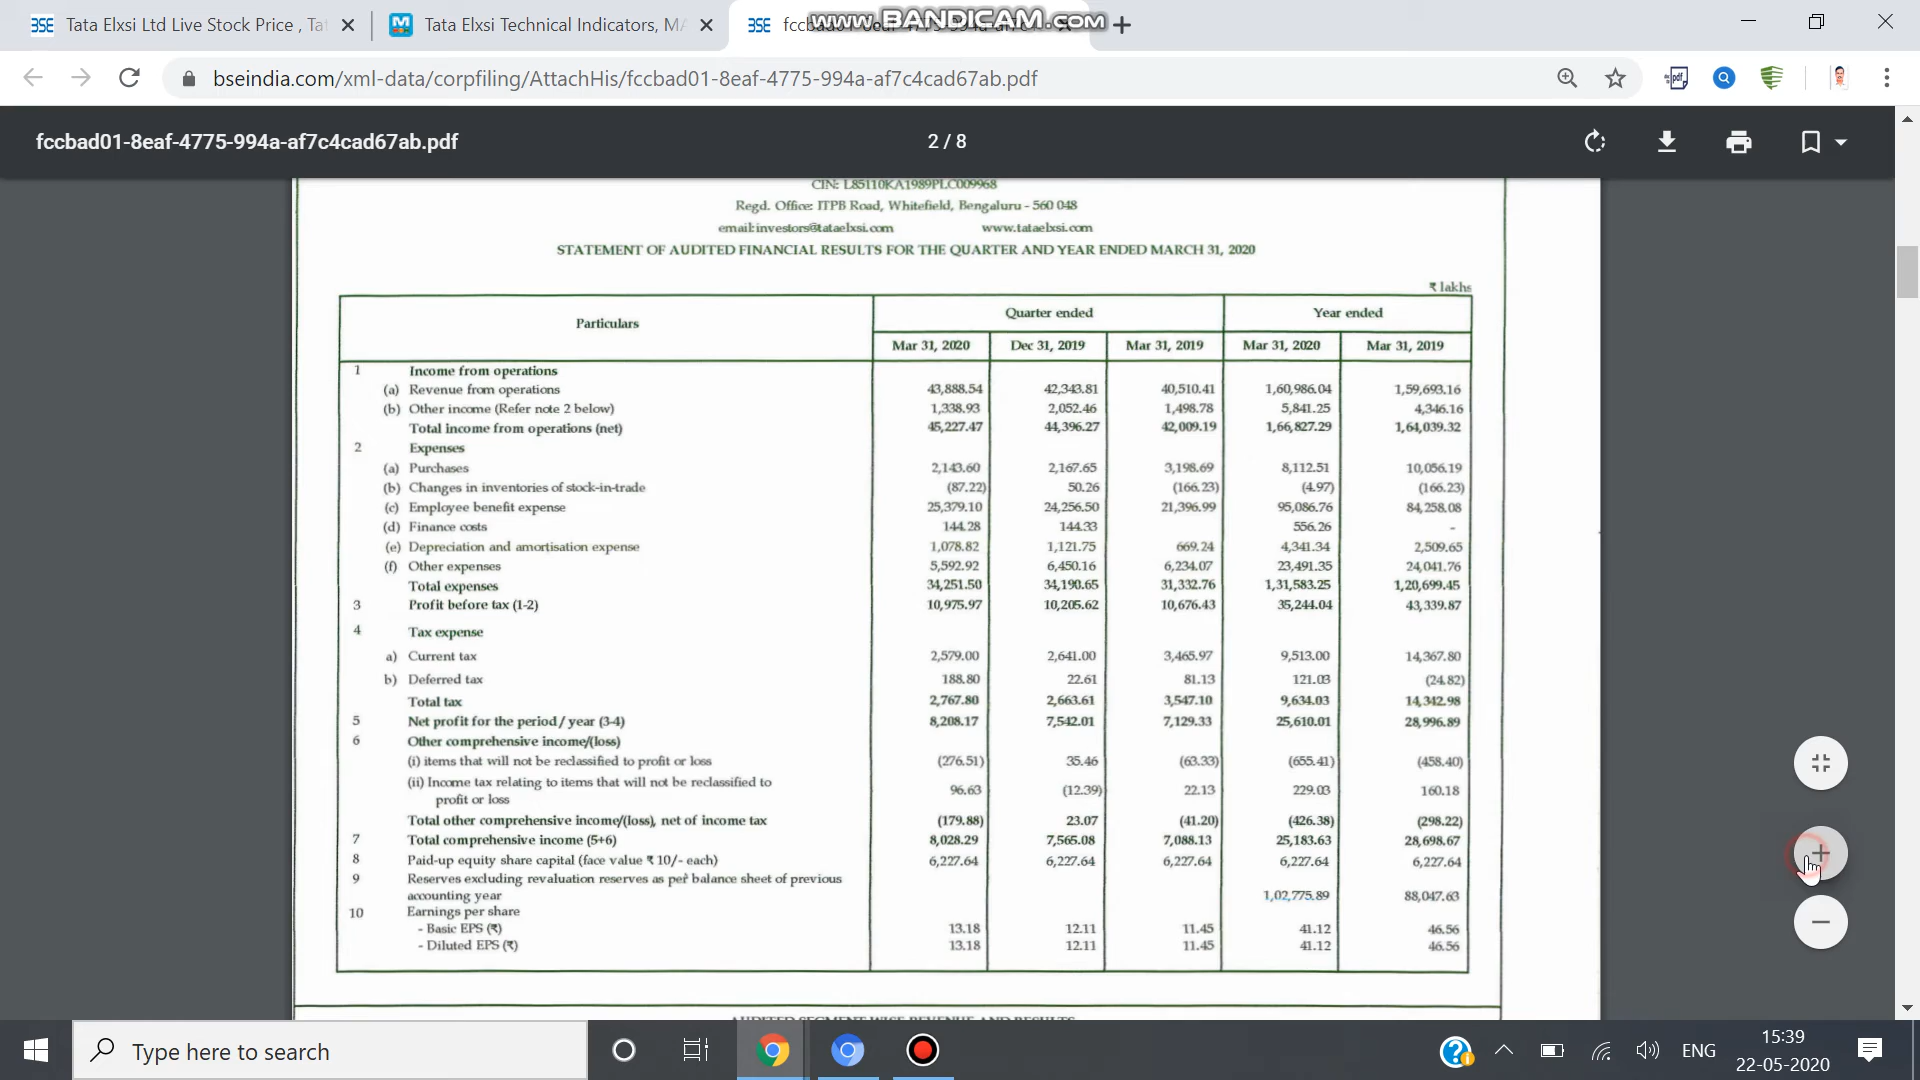 Tata Elxsi Ltd Live Stock Price , Tat
Tata Elxsi Technical Indicators, MA
www.BANDICAM.com
bseindia.com/xml-data/corpfiling/AttachHis/fccbad01-8eaf-4775-994a-af7c4cad67ab.pdf
fccbad01-8eaf-4775-994a-af7c4cad67ab.pdf 2 / 8
CIN: L85110KA1989PLC009968
Regd. Office: ITPB Road, Whitefield, Bengaluru - 560 048
email:investors@tataelxsi.com www.tataelxsi.com
STATEMENT OF AUDITED FINANCIAL RESULTS FOR THE QUARTER AND YEAR ENDED MARCH 31, 2020
₹ lakhs
Particulars Quarter ended Year ended
Mar 31, 2020 Dec 31, 2019 Mar 31, 2019 Mar 31, 2020 Mar 31, 2019
1 Income from operations
(a) Revenue from operations 43,888.54 42,343.81 40,510.41 1,60,986.04 1,59,693.16
(b) Other income (Refer note 2 below) 1,338.93 2,052.46 1,498.78 5,841.25 4,346.16
Total income from operations (net) 45,227.47 44,396.27 42,009.19 1,66,827.29 1,64,039.32
2 Expenses
(a) Purchases 2,143.60 2,167.65 3,198.69 8,112.51 10,056.19
(b) Changes in inventories of stock-in-trade (87.22) 50.26 (166.23) (4.97) (166.23)
(c) Employee benefit expense 25,379.10 24,256.50 21,396.99 95,086.76 84,258.08
(d) Finance costs 144.28 144.33 556.26 -
(e) Depreciation and amortisation expense 1,078.82 1,121.75 669.24 4,341.34 2,509.65
(f) Other expenses 5,592.92 6,450.16 6,234.07 23,491.35 24,041.76
Total expenses 34,251.50 34,190.65 31,332.76 1,31,583.25 1,20,699.45
3 Profit before tax (1-2) 10,975.97 10,205.62 10,676.43 35,244.04 43,339.87
4 Tax expense
a) Current tax 2,579.00 2,641.00 3,465.97 9,513.00 14,367.80
b) Deferred tax 188.80 22.61 81.13 121.03 (24.82)
Total tax 2,767.80 2,663.61 3,547.10 9,634.03 14,342.98
5 Net profit for the period / year (3-4) 8,208.17 7,542.01 7,129.33 25,610.01 28,996.89
6 Other comprehensive income/(loss)
(i) items that will not be reclassified to profit or loss (276.51) 35.46 (63.33) (655.41) (458.40)
(ii) Income tax relating to items that will not be reclassified to
profit or loss 96.63 (12.39) 22.13 229.03 160.18
Total other comprehensive income/(loss), net of income tax (179.88) 23.07 (41.20) (426.38) (298.22)
7 Total comprehensive income (5+6) 8,028.29 7,565.08 7,088.13 25,183.63 28,698.67
8 Paid-up equity share capital (face value ₹ 10/- each) 6,227.64 6,227.64 6,227.64 6,227.64 6,227.64
9 Reserves excluding revaluation reserves as per balance sheet of previous
accounting year 1,02,775.89 88,047.63
10 Earnings per share
- Basic EPS (₹) 13.18 12.11 11.45 41.12 46.56
- Diluted EPS (₹) 13.18 12.11 11.45 41.12 46.56
AUDITED SEGMENT WISE REVENUE AND RESULTS
Type here to search
ENG
15:39
22-05-2020